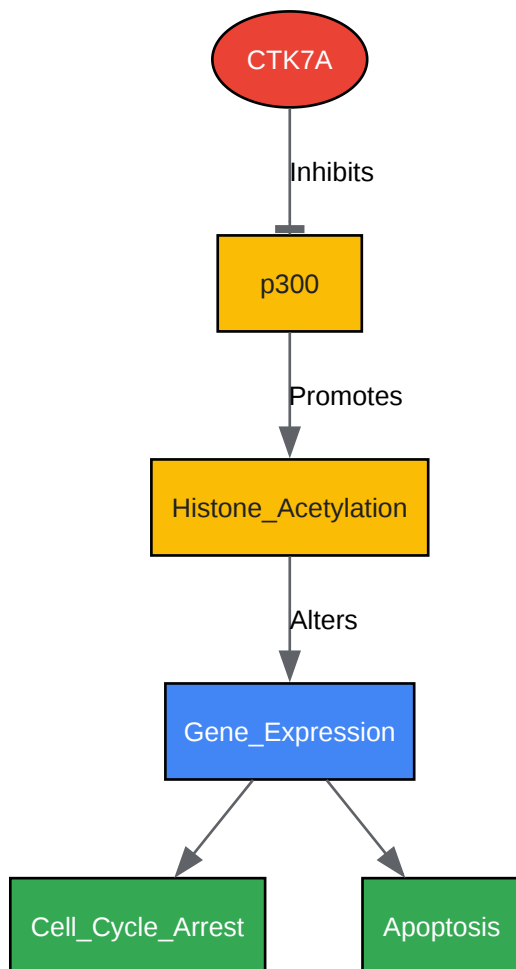 CTK7A
Inhibits
p300
Promotes
Histone_Acetylation
Alters
Gene_Expression
Cell_Cycle_Arrest
Apoptosis